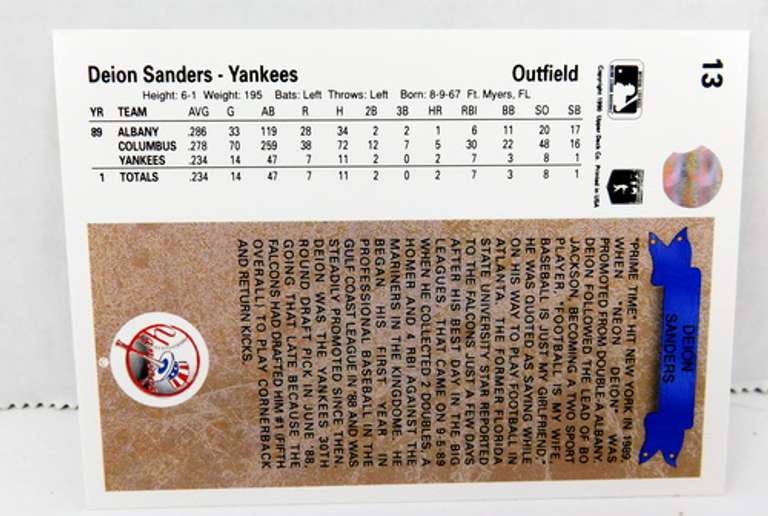 13
Deion Sanders - Yankees Outfield
Height: 6-1 Weight: 195 Bats: Left Throws: Left Born: 8-9-67 Ft. Myers, FL
YR TEAM AVG G AB R H 2B 3B HR RBI BB SO SB
89 ALBANY .286 33 119 28 34 2 2 1 6 11 20 17
COLUMBUS .278 70 259 38 72 12 7 5 30 22 48 16
YANKEES .234 14 47 7 11 2 0 2 7 3 8 1
1 TOTALS .234 14 47 7 11 2 0 2 7 3 8 1
Copyright 1990 Upper Deck Co. Printed in USA
DEION
SANDERS
"PRIME TIME" HIT NEW YORK IN 1989,
WHEN "NEON DEION" WAS
PROMOTED FROM DOUBLE-A ALBANY.
DEION FOLLOWED THE LEAD OF BO
JACKSON, BECOMING A TWO SPORT
PLAYER. "FOOTBALL IS MY WIFE,
BASEBALL IS JUST MY GIRLFRIEND,"
HE WAS QUOTED AS SAYING WHILE
ON HIS WAY TO PLAY FOOTBALL IN
ATLANTA. THE FORMER FLORIDA
STATE UNIVERSITY STAR REPORTED
TO THE FALCONS JUST A FEW DAYS
AFTER HIS BEST DAY IN THE BIG
LEAGUES THAT CAME ON 9-5-89
WHEN HE COLLECTED 2 DOUBLES, A
HOMER AND 4 RBI AGAINST THE
MARINERS IN THE KINGDOME. HE
BEGAN HIS FIRST YEAR IN
PROFESSIONAL BASEBALL IN THE
GULF COAST LEAGUE IN '88 AND WAS
STEADILY PROMOTED SINCE THEN.
DEION WAS THE YANKEES 30TH
ROUND DRAFT PICK IN JUNE '88,
GOING THAT LATE BECAUSE THE
FALCONS HAD DRAFTED HIM #1 (FIFTH
OVERALL) TO PLAY CORNERBACK
AND RETURN KICKS.
Yankees